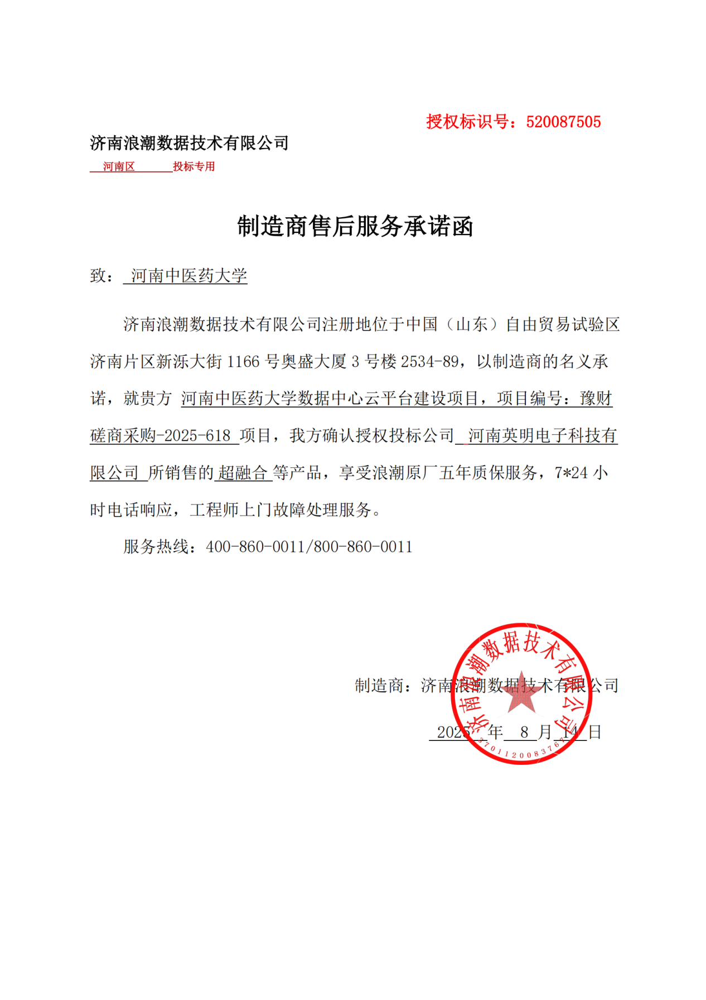 授权标识号：520087505
济南浪潮数据技术有限公司
河南区 投标专用
制造商售后服务承诺函
致： 河南中医药大学
济南浪潮数据技术有限公司注册地位于中国（山东）自由贸易试验区
济南片区新泺大街 1166 号奥盛大厦 3 号楼 2534-89，以制造商的名义承
诺，就贵方 河南中医药大学数据中心云平台建设项目，项目编号：豫财
磋商采购-2025-618 项目，我方确认授权投标公司 河南英明电子科技有
限公司 所销售的 超融合 等产品，享受浪潮原厂五年质保服务，7*24 小
时电话响应，工程师上门故障处理服务。
服务热线：400-860-0011/800-860-0011
制造商：济南浪潮数据技术有限公司
2025 年 8 月 14 日
济南浪潮数据技术有限公司
3701120083767